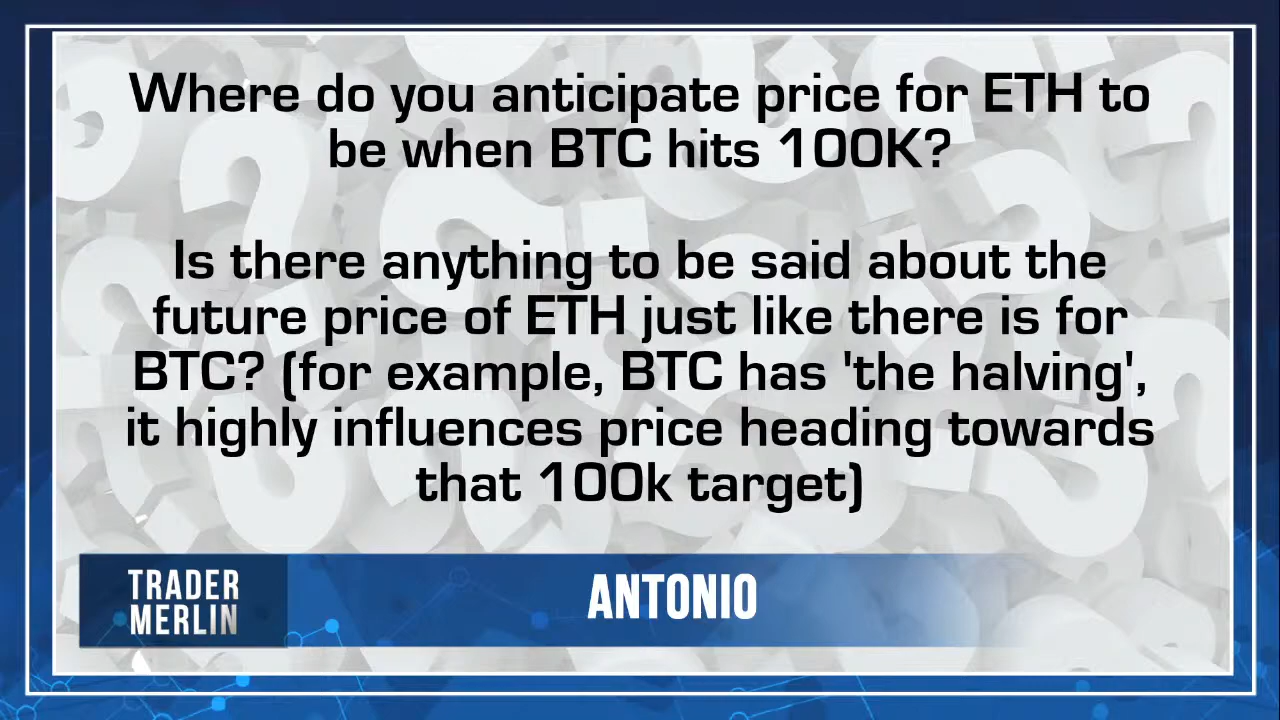 Where do you anticipate price for ETH to
be when BTC hits 100K?
Is there anything to be said about the
future price of ETH just like there is for
BTC? (for example, BTC has 'the halving',
it highly influences price heading towards
that 100k target)
TRADER
MERLIN
ANTONIO